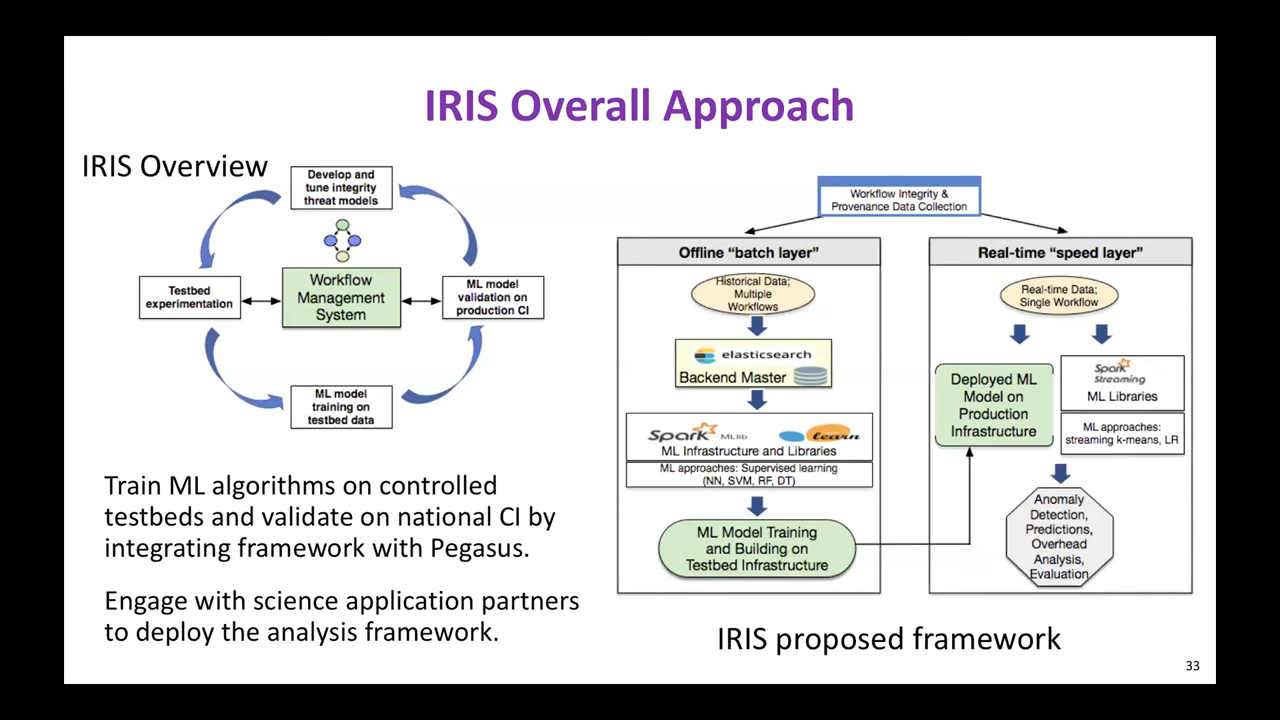 IRIS Overall Approach
IRIS Overview
Develop and
tune integrity
threat models
Testbed
experimentation
Workflow
Management
System
ML model
validation on
production CI
ML model
training on
testbed data
Train ML algorithms on controlled
testbeds and validate on national CI by
integrating framework with Pegasus.
Engage with science application partners
to deploy the analysis framework.
Workflow Integrity &
Provenance Data Collection
Offline “batch layer”
Historical Data;
Multiple
Workflows
elasticsearch
Backend Master
Spark MLlib learn
ML Infrastructure and Libraries
ML approaches: Supervised learning
(NN, SVM, RF, DT)
ML Model Training
and Building on
Testbed Infrastructure
Real-time “speed layer”
Real-time Data;
Single Workflow
Deployed ML
Model on
Production
Infrastructure
Spark
Streaming
ML Libraries
ML approaches:
streaming k-means, LR
Anomaly
Detection,
Predictions,
Overhead
Analysis,
Evaluation
IRIS proposed framework
33